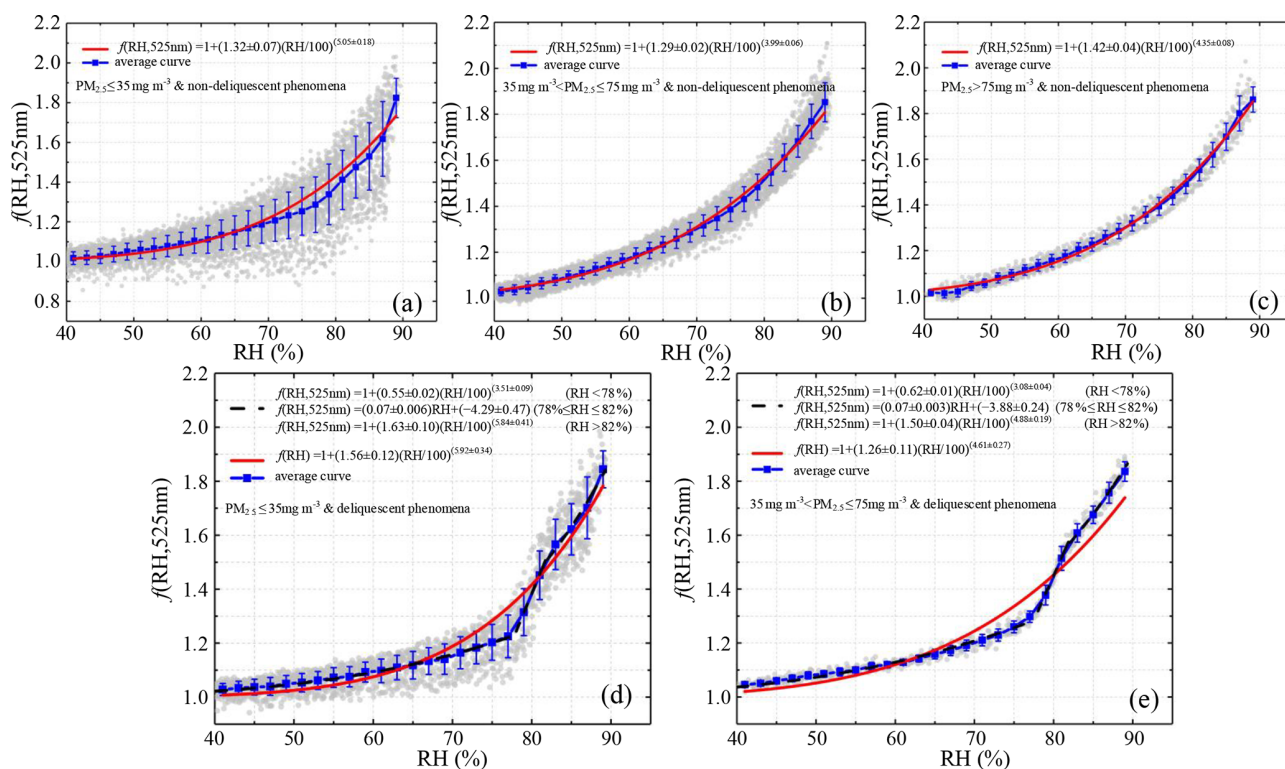 f(RH,525nm) =1+(1.32±0.07)(RH/100)^(5.05±0.18)
average curve
PM2.5≤35mg m-3 & non-deliquescent phenomena
2.2
2.0
1.8
1.6
1.4
1.2
1.0
0.8
f(RH,525nm)
(a)
40 50 60 70 80 90
RH (%)
f(RH,525nm) =1+(1.29±0.02)(RH/100)^(3.99±0.06)
average curve
35mg m-3<PM2.5≤75mg m-3 & non-deliquescent phenomena
2.2
2.0
1.8
1.6
1.4
1.2
1.0
f(RH,525nm)
(b)
40 50 60 70 80 90
RH (%)
f(RH,525nm) =1+(1.42±0.04)(RH/100)^(4.35±0.08)
average curve
PM2.5>75mg m-3 & non-deliquescent phenomena
2.2
2.0
1.8
1.6
1.4
1.2
1.0
f(RH,525nm)
(c)
40 50 60 70 80 90
RH (%)
f(RH,525nm) =1+(0.55±0.02)(RH/100)^(3.51±0.09) (RH <78%)
f(RH,525nm) =(0.07±0.006)RH+(−4.29±0.47) (78%≤RH ≤ 82%)
f(RH,525nm) =1+(1.63±0.10)(RH/100)^(5.84±0.41) (RH >82%)
f(RH) =1+(1.56±0.12)(RH/100)^(5.92±0.34)
average curve
PM2.5≤35mg m-3 & deliquescent phenomena
2.2
2.0
1.8
1.6
1.4
1.2
1.0
f(RH,525nm)
(d)
40 50 60 70 80 90
RH (%)
f(RH,525nm) =1+(0.62±0.01)(RH/100)^(3.08±0.04) (RH <78%)
f(RH,525nm) =(0.07±0.003)RH+(−3.88±0.24) (78%≤RH≤82%)
f(RH,525nm) =1+(1.50±0.04)(RH/100)^(4.88±0.19) (RH >82%)
f(RH) =1+(1.26±0.11)(RH/100)^(4.61±0.27)
average curve
35mg m-3<PM2.5≤75mg m-3 & deliquescent phenomena
2.2
2.0
1.8
1.6
1.4
1.2
1.0
f(RH,525nm)
(e)
40 50 60 70 80 90
RH (%)